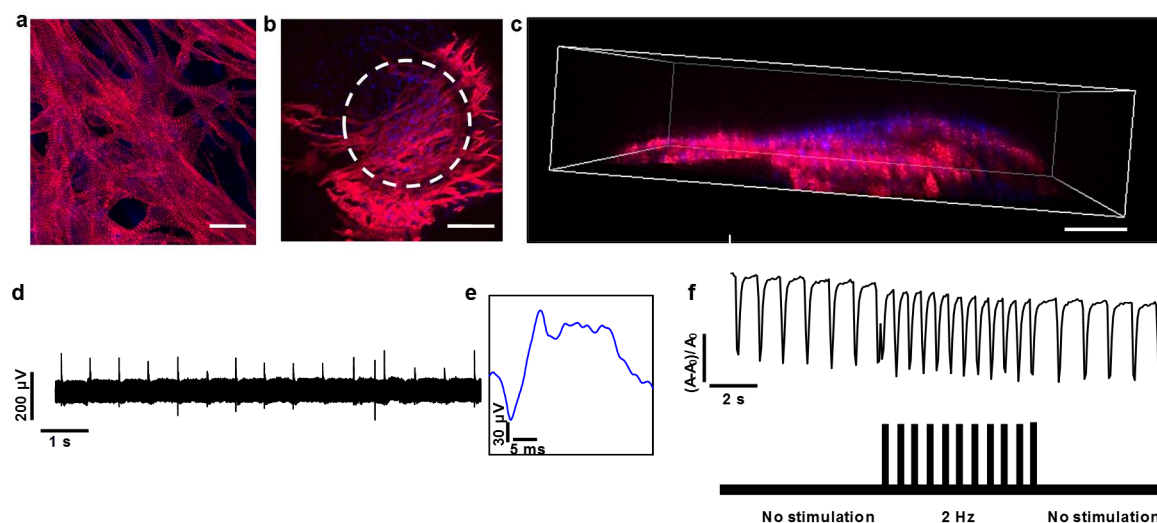 a
b
c
d
200 µV
1 s
e
30 µV
5 ms
f
(A-A₀)/ A₀
2 s
No stimulation 2 Hz No stimulation